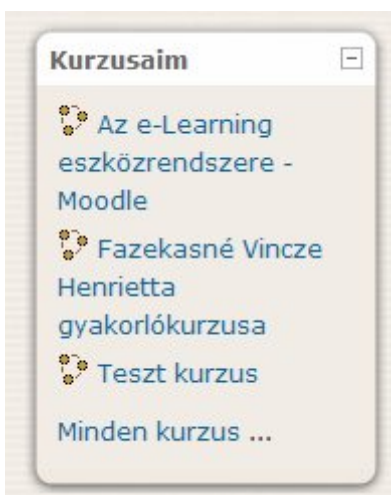 Kurzusaim
Az e-Learning
eszközrendszere -
Moodle
Fazekasné Vincze
Henrietta
gyakorlókurzusa
Teszt kurzus
Minden kurzus ...